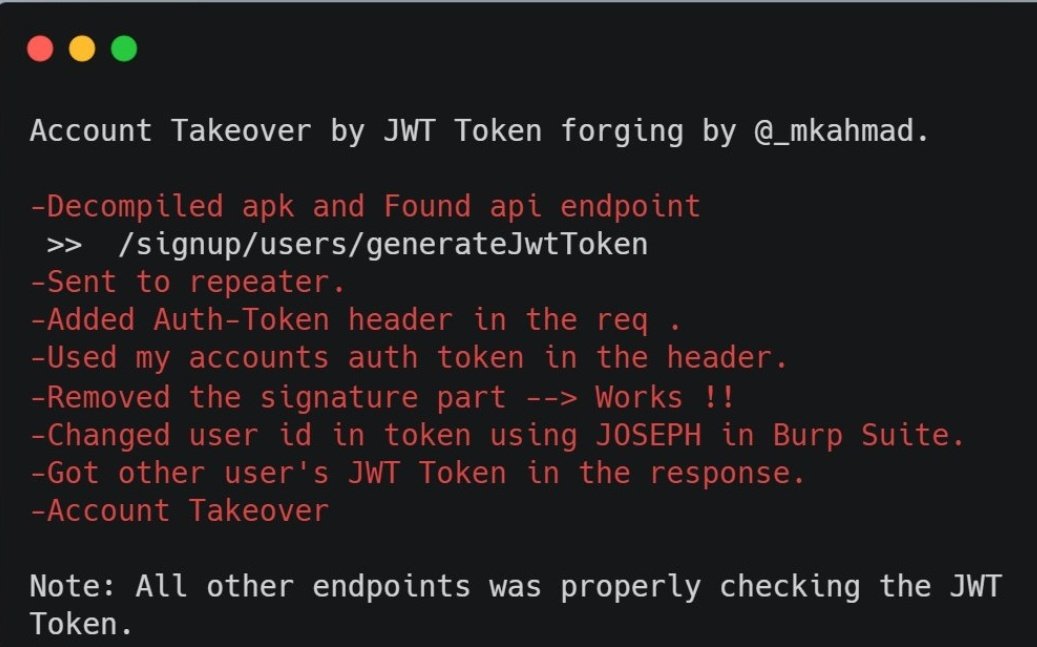 Account Takeover by JWT Token forging by @_mkahmad.
-Decompiled apk and Found api endpoint
>> /signup/users/generateJwtToken
-Sent to repeater.
-Added Auth-Token header in the req .
-Used my accounts auth token in the header.
-Removed the signature part --> Works !!
-Changed user id in token using JOSEPH in Burp Suite.
-Got other user's JWT Token in the response.
-Account Takeover
Note: All other endpoints was properly checking the JWT
Token.